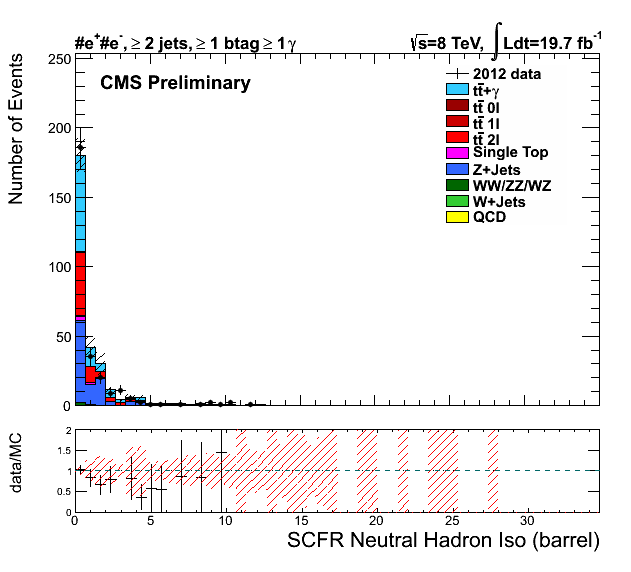 #e⁺#e⁻, ≥ 2 jets, ≥ 1 btag ≥ 1 γ
√s=8 TeV, ∫Ldt=19.7 fb⁻¹
Number of Events
CMS Preliminary
2012 data
tt̄+γ
tt̄ 0l
tt̄ 1l
tt̄ 2l
Single Top
Z+Jets
WW/ZZ/WZ
W+Jets
QCD
250
200
150
100
50
0
data/MC
2
1.5
1
0.5
0
0 5 10 15 20 25 30
SCFR Neutral Hadron Iso (barrel)